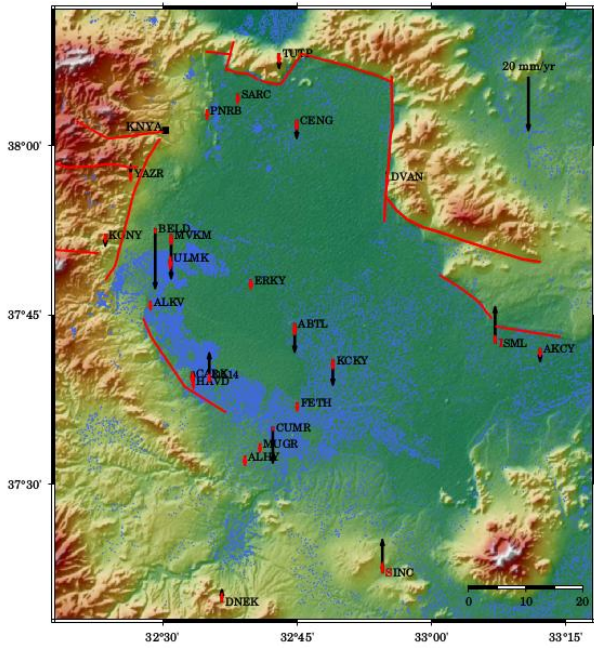 TUTP
20 mm/yr
SARC
PNRB
CENG
KNYA
38°00'
YAZR
DVAN
BELD
KGNY
MVKM
ULMK
ERKY
ALKV
37°45'
ABTL
JSML
AKCY
KCKY
HAVD
FETH
CUMR
MUGR
ALHY
37°30'
SINC
DNEK
0 10 20
32°30' 32°45' 33°00' 33°15'